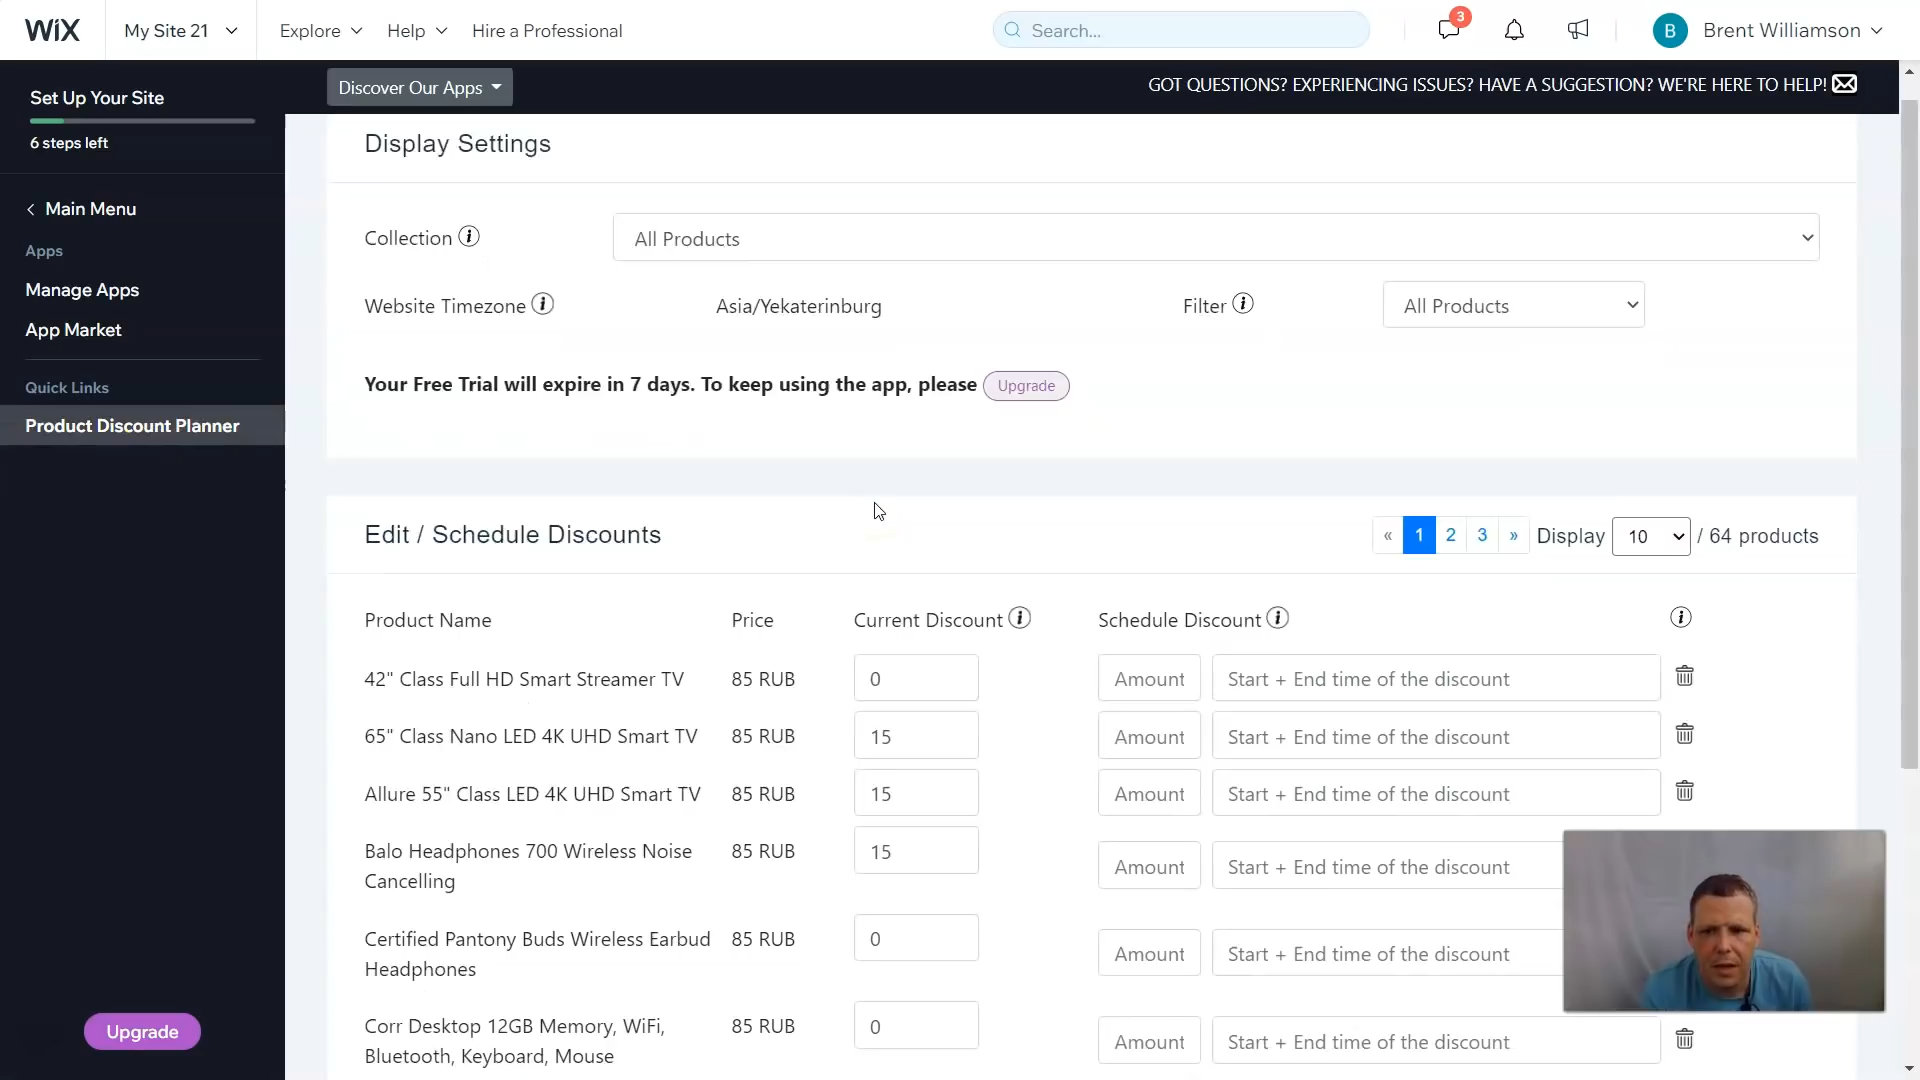 WiX My Site 21 Explore Help Hire a Professional Search... 3 B Brent Williamson
Set Up Your Site
6 steps left
Discover Our Apps GOT QUESTIONS? EXPERIENCING ISSUES? HAVE A SUGGESTION? WE'RE HERE TO HELP!
Main Menu
Apps
Manage Apps
App Market
Quick Links
Product Discount Planner
Upgrade
Display Settings
Collection All Products
Website Timezone Asia/Yekaterinburg Filter All Products
Your Free Trial will expire in 7 days. To keep using the app, please Upgrade
Edit / Schedule Discounts « 1 2 3 » Display 10 / 64 products
Product Name Price Current Discount Schedule Discount
42" Class Full HD Smart Streamer TV 85 RUB 0 Amount Start + End time of the discount
65" Class Nano LED 4K UHD Smart TV 85 RUB 15 Amount Start + End time of the discount
Allure 55" Class LED 4K UHD Smart TV 85 RUB 15 Amount Start + End time of the discount
Balo Headphones 700 Wireless Noise 85 RUB 15 Amount Start + End time of the discount
Cancelling
Certified Pantony Buds Wireless Earbud 85 RUB 0 Amount Start + End time of the discount
Headphones
Corr Desktop 12GB Memory, WiFi, 85 RUB 0 Amount Start + End time of the discount
Bluetooth, Keyboard, Mouse